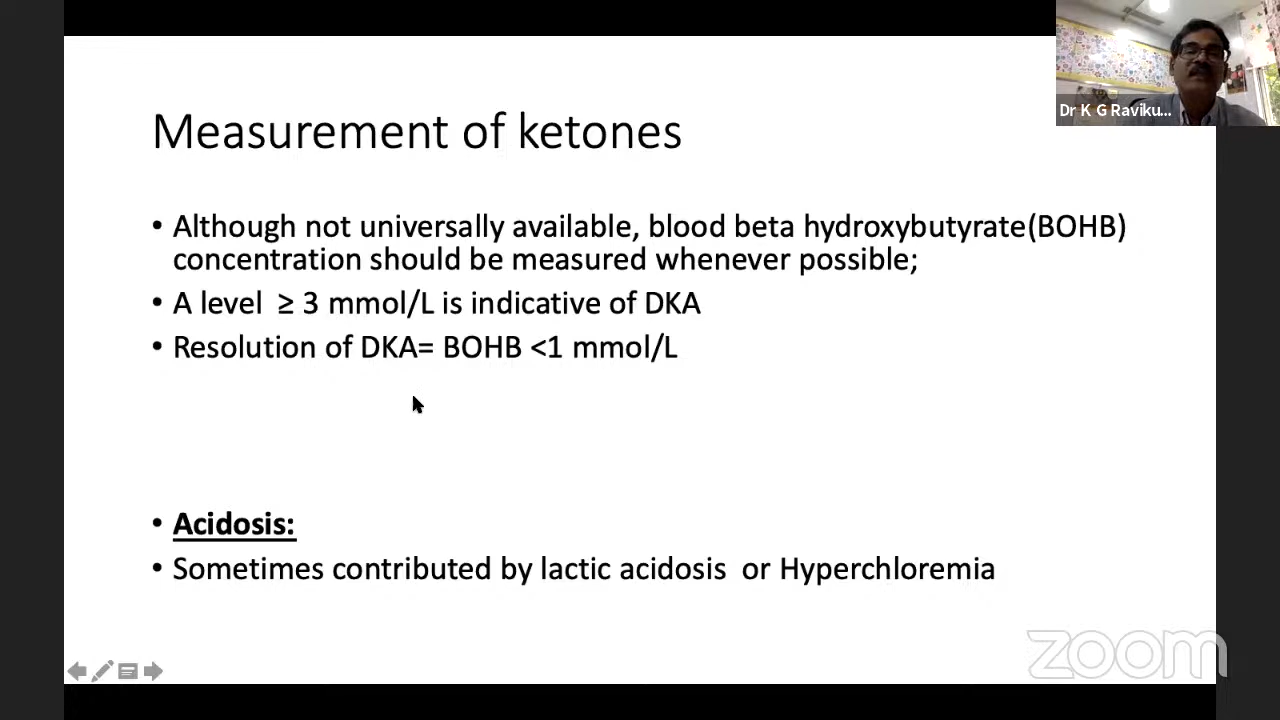 Dr K G Raviku...
Measurement of ketones
• Although not universally available, blood beta hydroxybutyrate(BOHB)
concentration should be measured whenever possible;
• A level ≥ 3 mmol/L is indicative of DKA
• Resolution of DKA= BOHB <1 mmol/L
• Acidosis:
• Sometimes contributed by lactic acidosis or Hyperchloremia
zoom